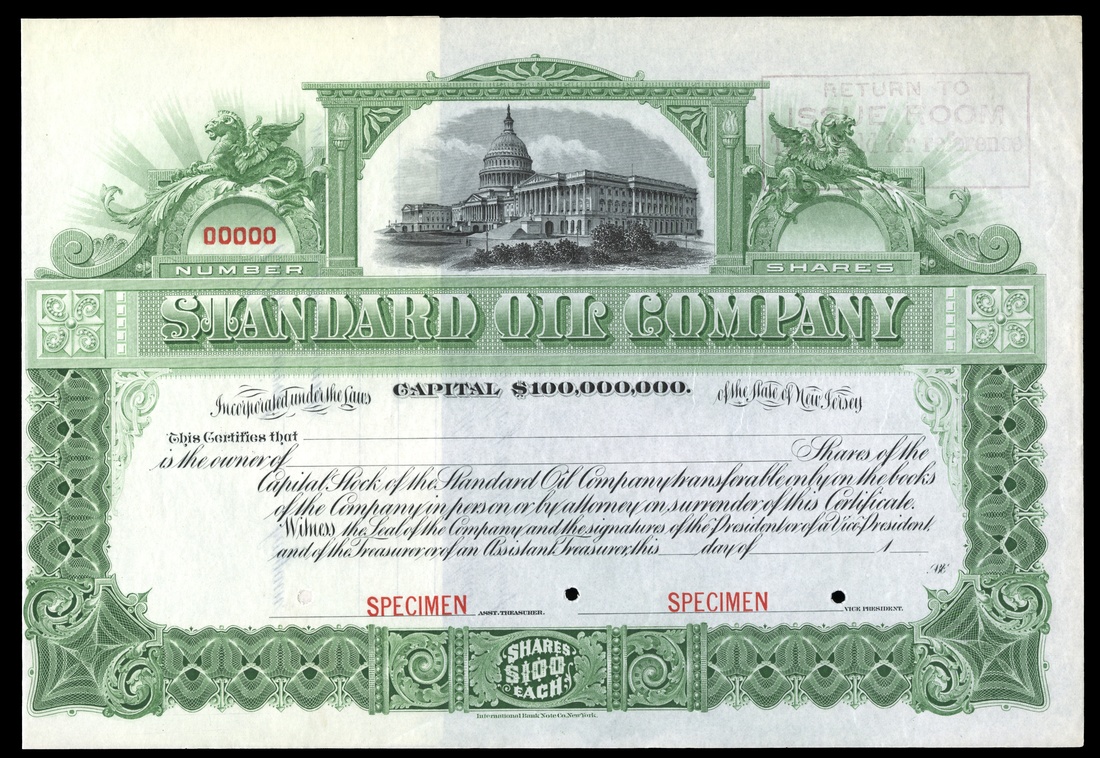 RETURN TO
ISSUE ROOM
reference
00000
NUMBER
SHARES
STANDARD OIL COMPANY
Incorporated under the Laws CAPITAL $100,000,000. of the State of New Jersey
This Certifies that
is the owner of Shares of the
Capital Stock of the Standard Oil Company transferable only on the books
of the Company in person or by attorney on surrender of this Certificate.
Witness the Seal of the Company and the signatures of the President or of a Vice President
and of the Treasurer or of an Assistant Treasurer, this day of 1
SPECIMEN ASST. TREASURER. SPECIMEN VICE PRESIDENT.
SHARES
$100
EACH
International Bank Note Co. New York.